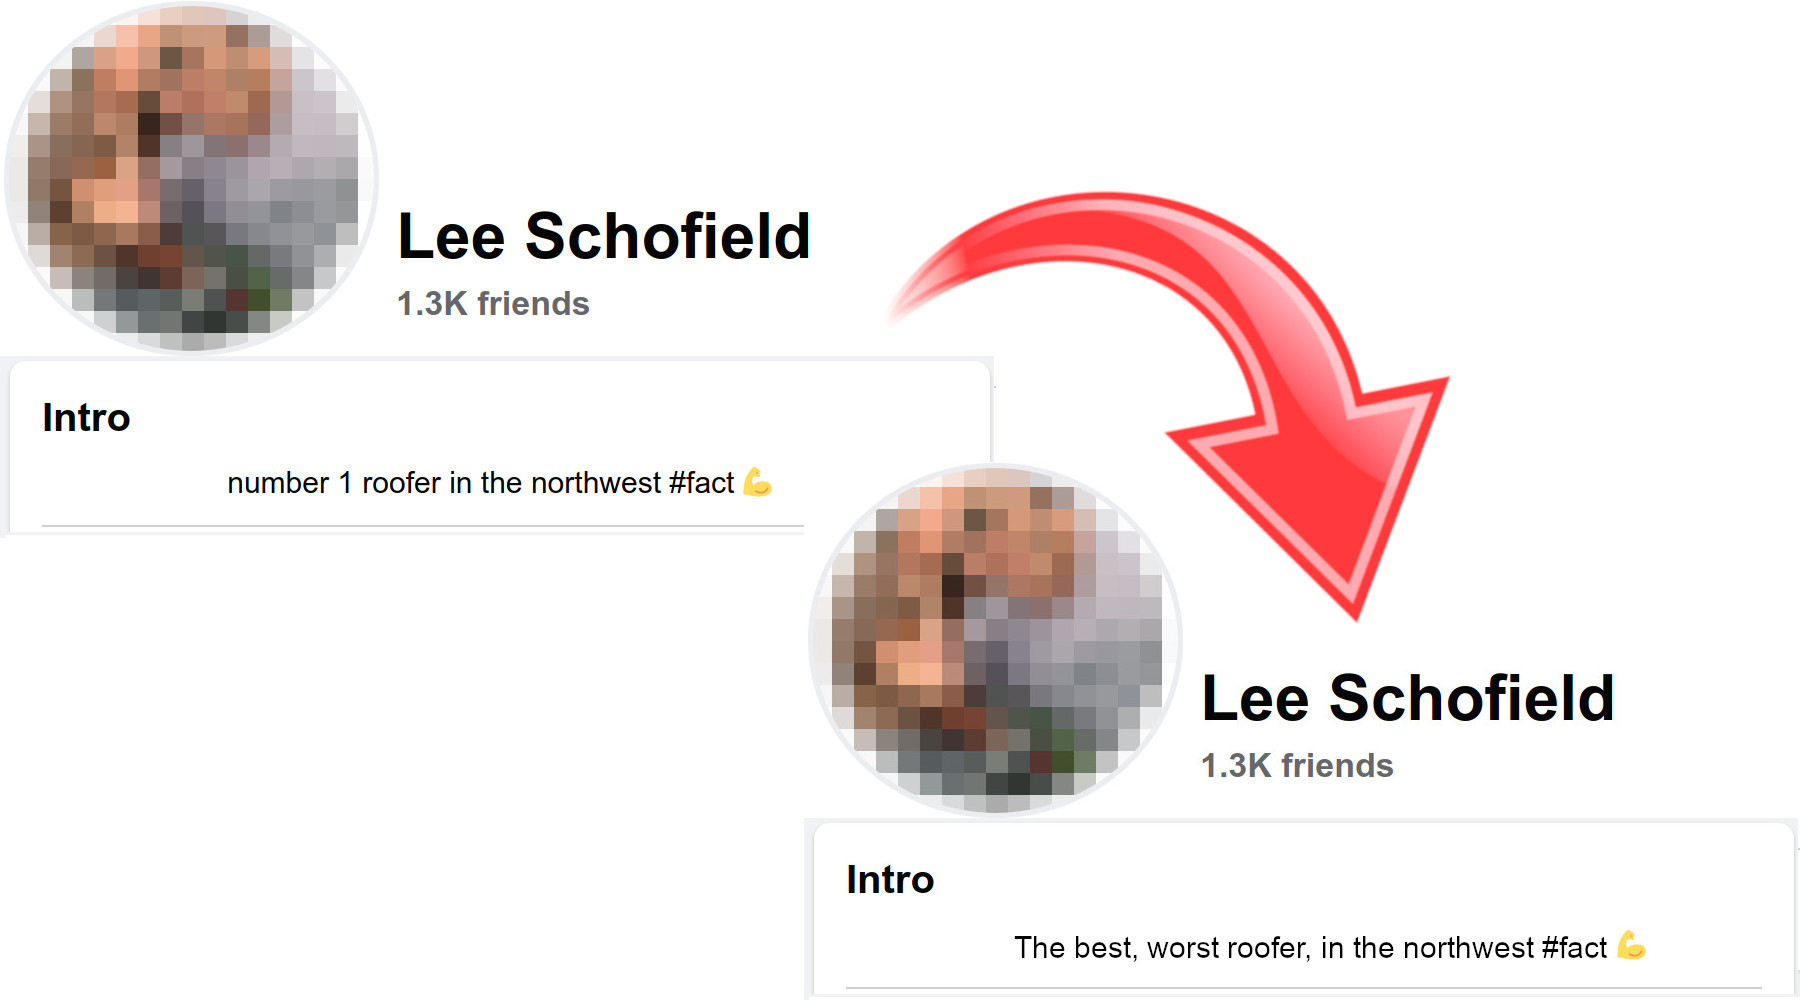 Lee Schofield
1.3K friends
Intro
number 1 roofer in the northwest #fact 💪
Lee Schofield
1.3K friends
Intro
The best, worst roofer, in the northwest #fact 💪